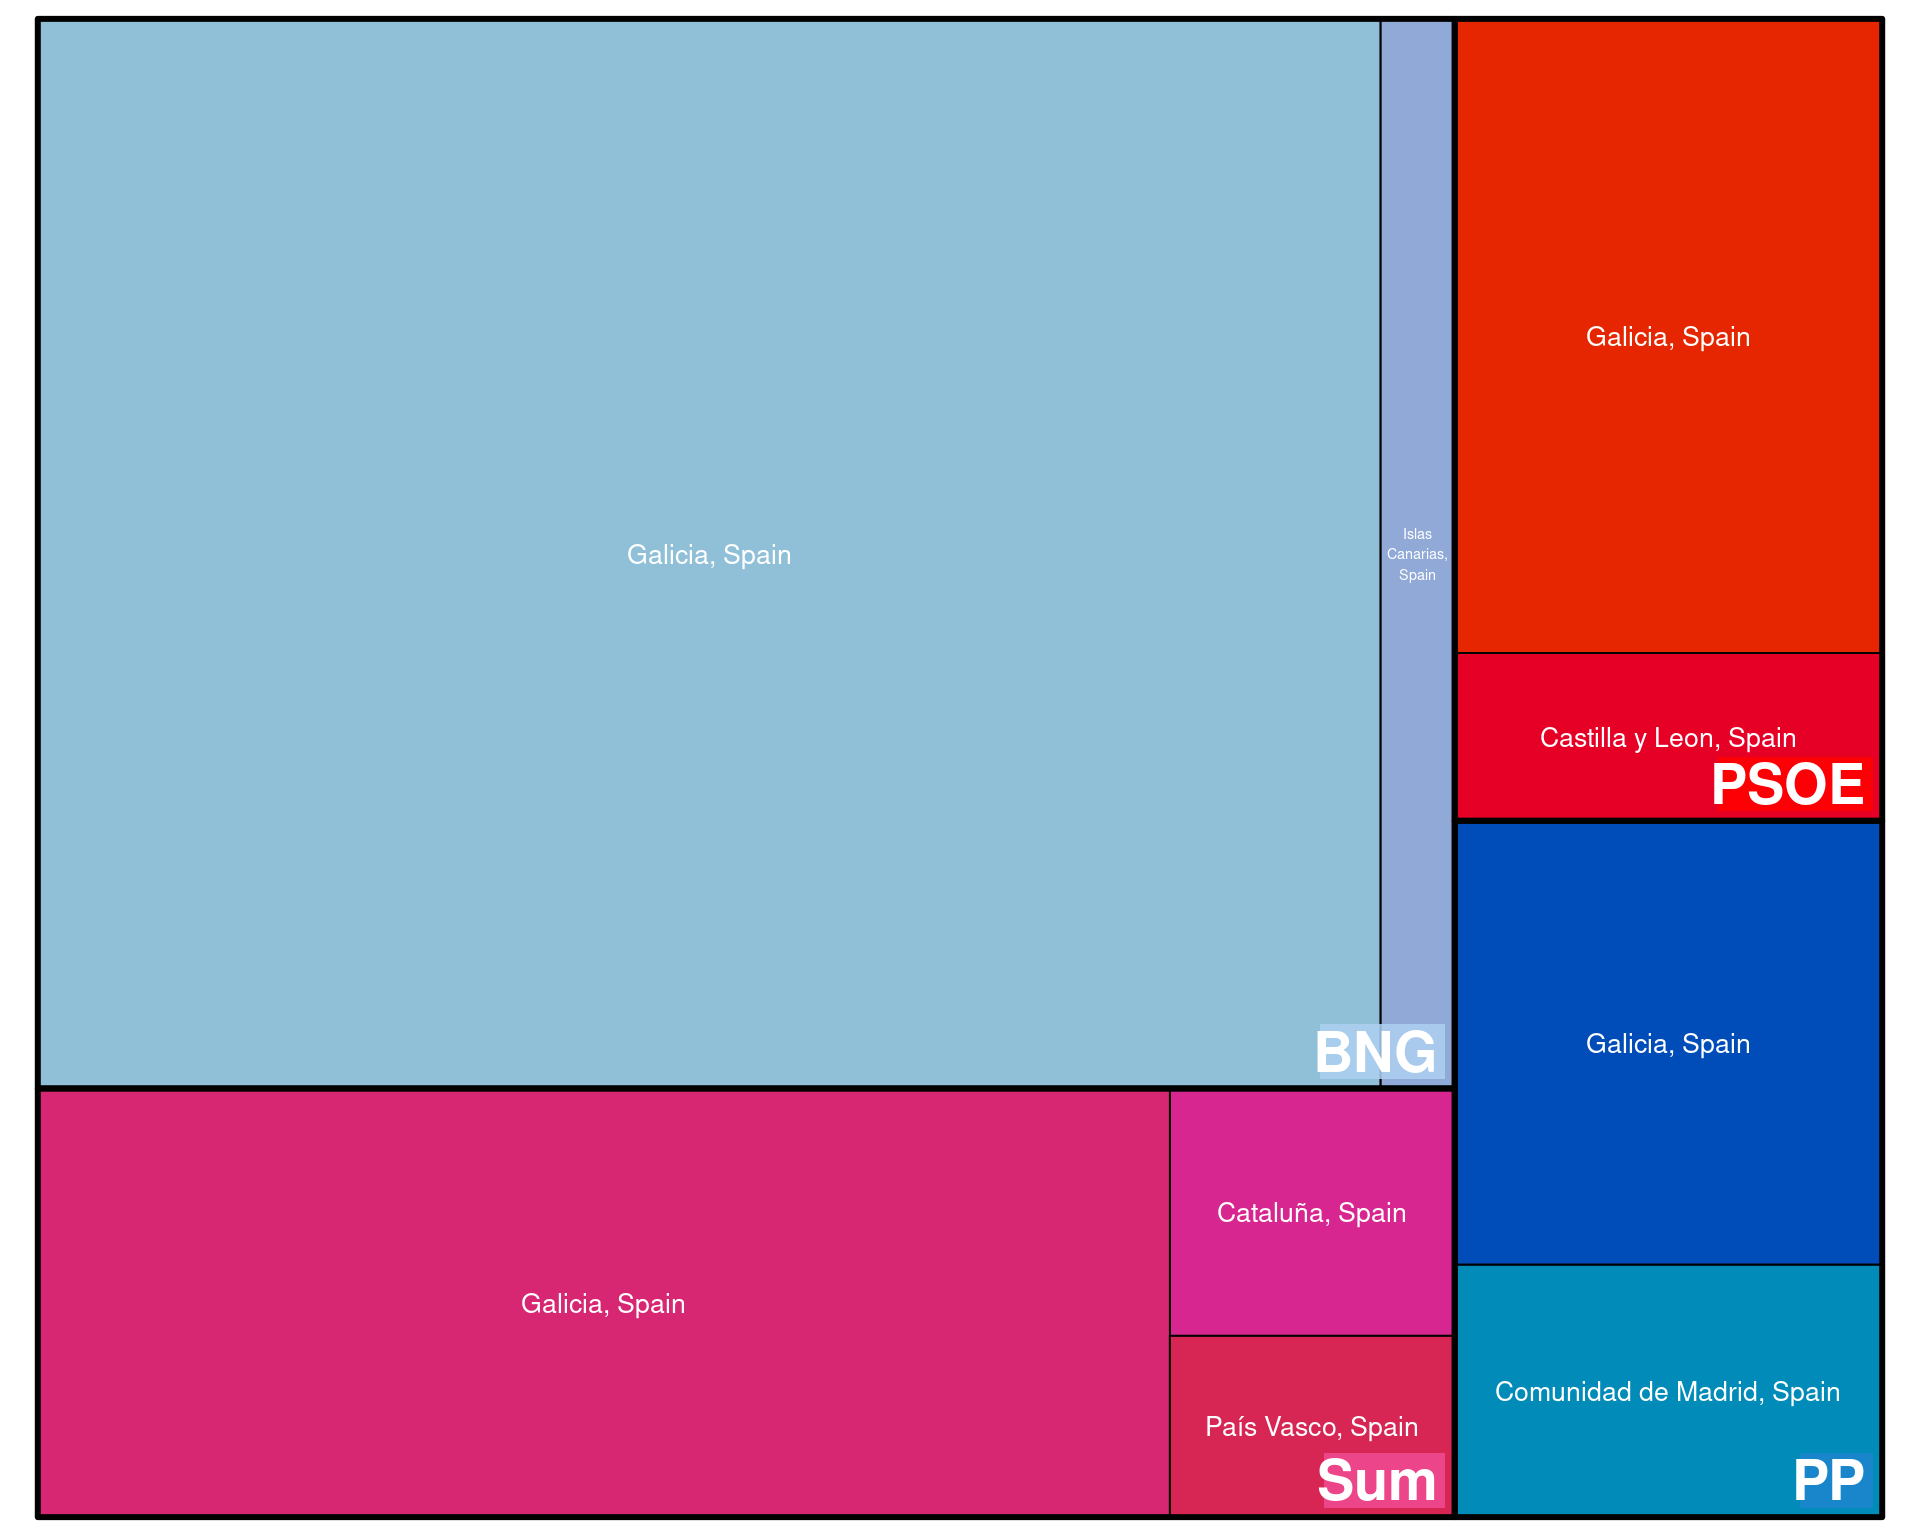 Galicia, Spain
Islas
Canarias,
Spain
BNG
Galicia, Spain
Castilla y Leon, Spain
PSOE
Galicia, Spain
Cataluña, Spain
País Vasco, Spain
Sum
Galicia, Spain
Comunidad de Madrid, Spain
PP